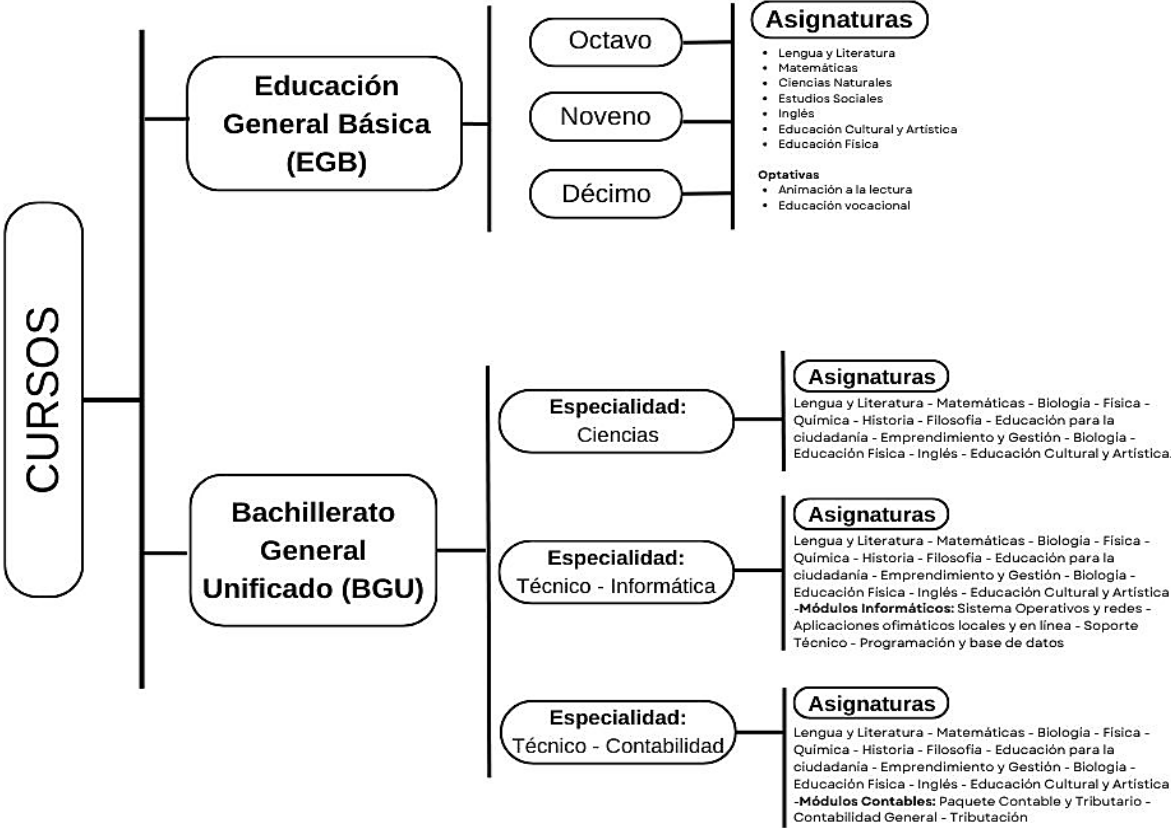 CURSOS
Educación
General Básica
(EGB)
Octavo
Noveno
Décimo
Asignaturas
• Lengua y Literatura
• Matemáticas
• Ciencias Naturales
• Estudios Sociales
• Inglés
• Educación Cultural y Artística
• Educación Física
Optativas
• Animación a la lectura
• Educación vocacional
Bachillerato
General
Unificado (BGU)
Especialidad:
Ciencias
Asignaturas
Lengua y Literatura - Matemáticas - Biología - Física -
Química - Historia - Filosofía - Educación para la
ciudadanía - Emprendimiento y Gestión - Biología -
Educación Física - Inglés - Educación Cultural y Artística.
Especialidad:
Técnico - Informática
Asignaturas
Lengua y Literatura - Matemáticas - Biología - Física -
Química - Historia - Filosofía - Educación para la
ciudadanía - Emprendimiento y Gestión - Biología -
Educación Física - Inglés - Educación Cultural y Artística
-Módulos Informáticos: Sistema Operativos y redes -
Aplicaciones ofimáticos locales y en línea - Soporte
Técnico - Programación y base de datos
Especialidad:
Técnico - Contabilidad
Asignaturas
Lengua y Literatura - Matemáticas - Biología - Física -
Química - Historia - Filosofía - Educación para la
ciudadanía - Emprendimiento y Gestión - Biología -
Educación Física - Inglés - Educación Cultural y Artística
-Módulos Contables: Paquete Contable y Tributario -
Contabilidad General - Tributación